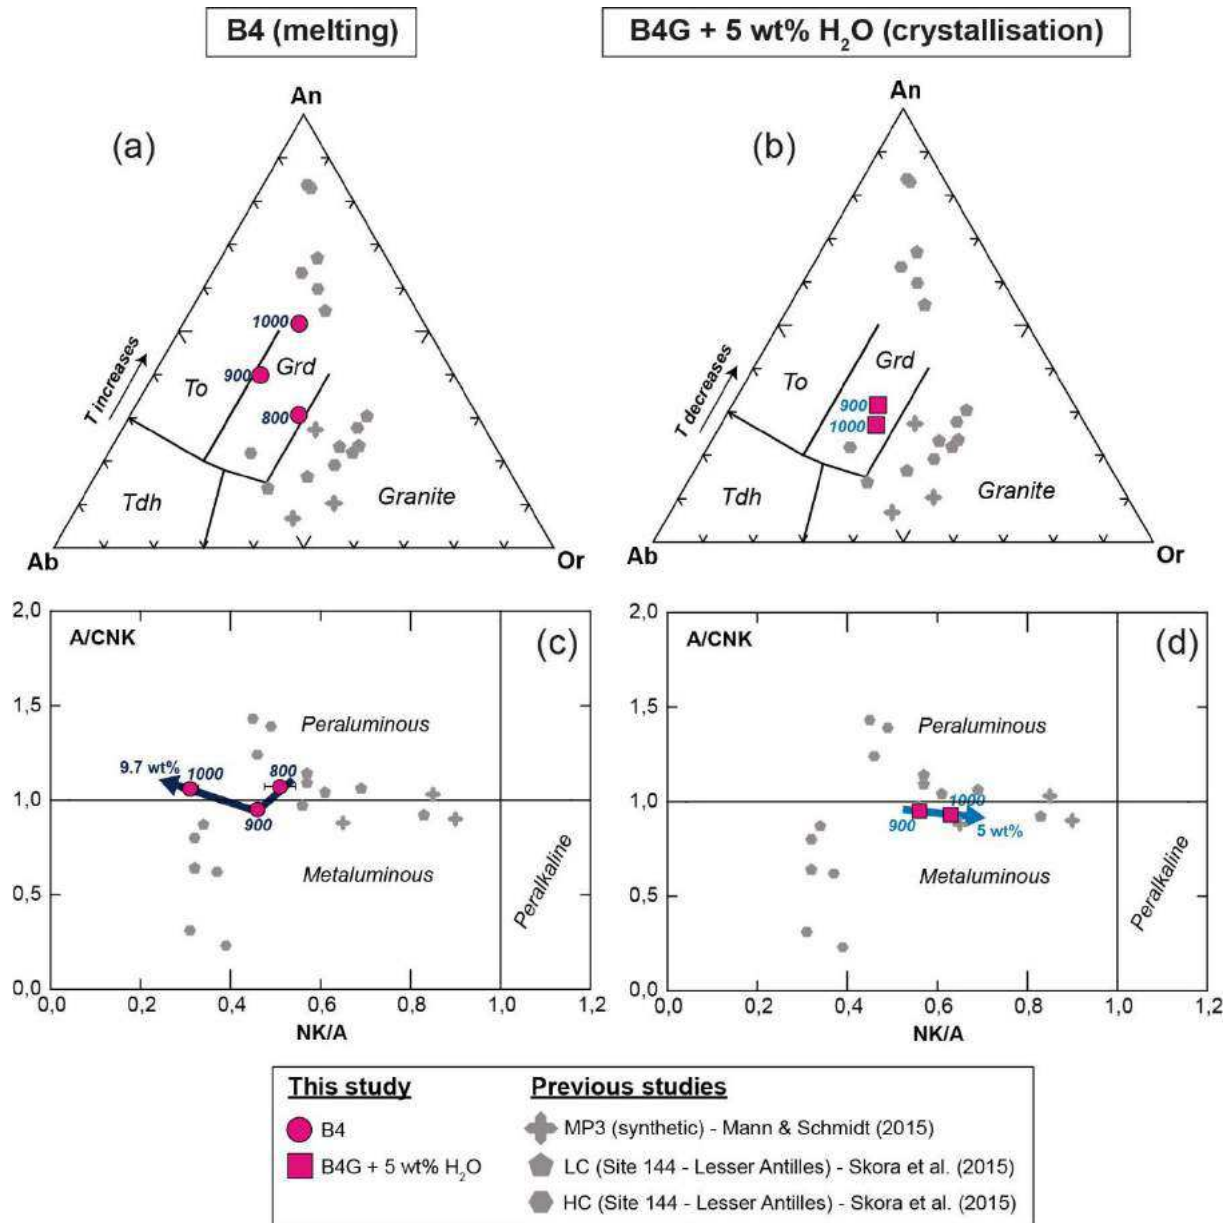 B4 (melting)
B4G + 5 wt% H₂O (crystallisation)
An
(a)
1000
900
Grd
To
800
T increases
Tdh
Granite
Ab
Or
An
(b)
Grd
To
900
1000
T decreases
Tdh
Granite
Ab
Or
2,0
A/CNK
(c)
1,5
Peraluminous
9.7 wt%
1000
800
1,0
900
Metaluminous
0,5
Peralkaline
0,0
0,0
0,2
0,4
0,6
0,8
1,0
1,2
NK/A
2,0
A/CNK
(d)
1,5
Peraluminous
1000
1,0
900
5 wt%
Metaluminous
0,5
Peralkaline
0,0
0,0
0,2
0,4
0,6
0,8
1,0
1,2
NK/A
This study
B4
B4G + 5 wt% H₂O
Previous studies
MP3 (synthetic) - Mann & Schmidt (2015)
LC (Site 144 - Lesser Antilles) - Skora et al. (2015)
HC (Site 144 - Lesser Antilles) - Skora et al. (2015)